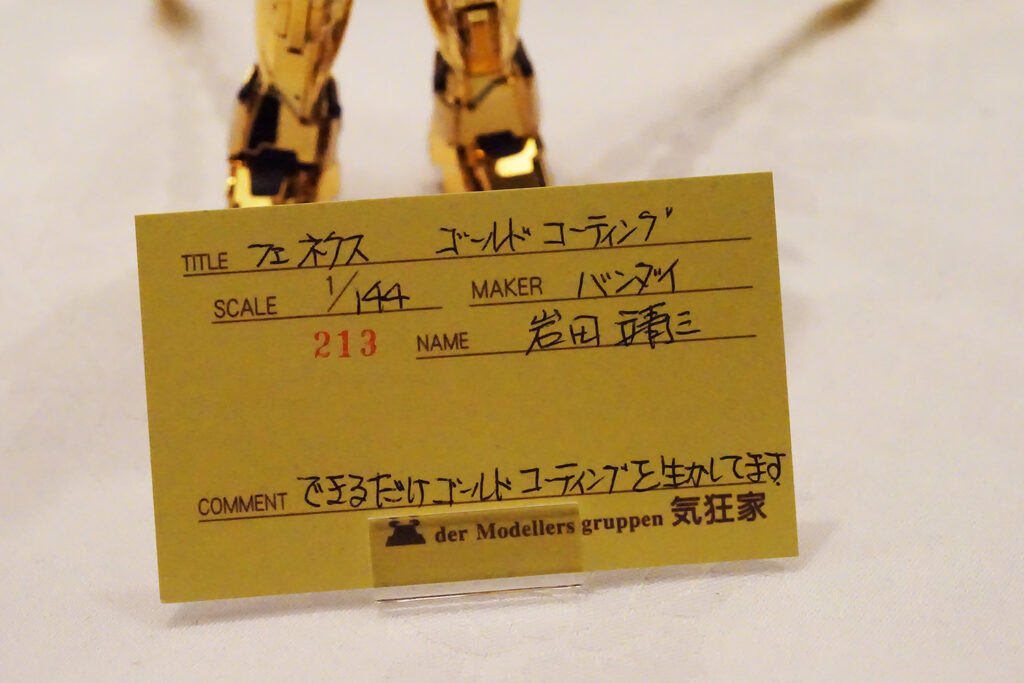 TITLE フェネクス ゴールドコーティング
SCALE 1/144 MAKER バンダイ
213 NAME 岩田 晴三
COMMENT できるだけゴールドコーティングを生かしてます
der Modellers gruppen 気狂家